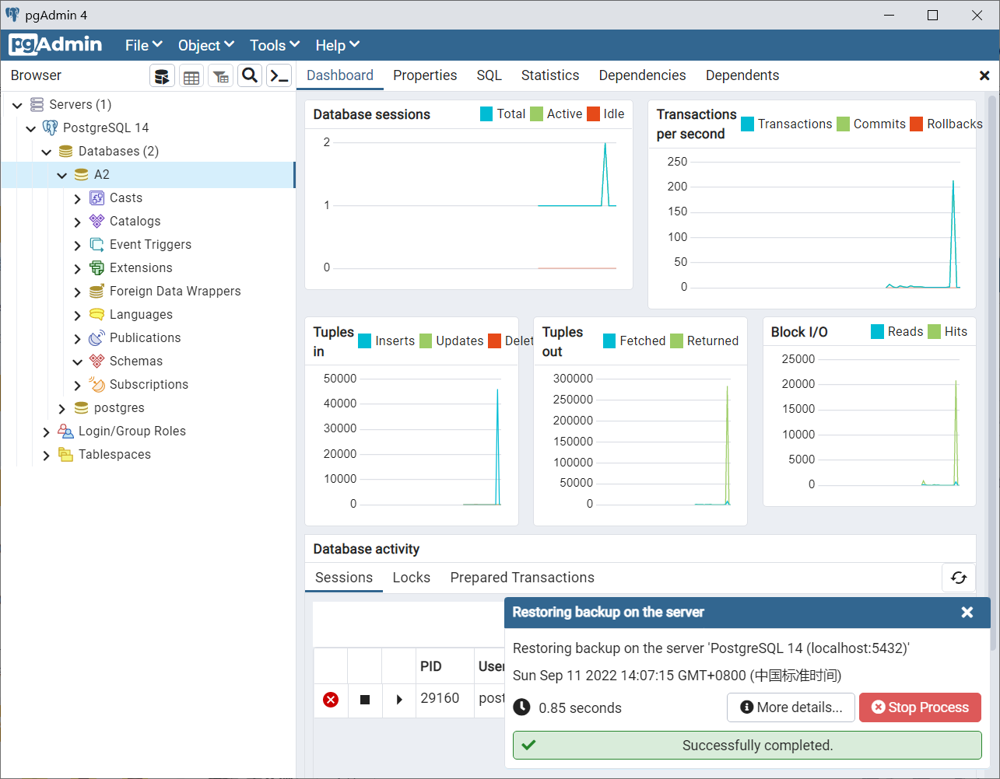 pgAdmin 4
pgAdmin File Object Tools Help
Browser
Dashboard Properties SQL Statistics Dependencies Dependents
Servers (1)
PostgreSQL 14
Databases (2)
A2
Casts
Catalogs
Event Triggers
Extensions
Foreign Data Wrappers
Languages
Publications
Schemas
Subscriptions
postgres
Login/Group Roles
Tablespaces
Database sessions Total Active Idle
2
1
0
Transactions per second Transactions Commits Rollbacks
250
200
150
100
50
0
Tuples in Inserts Updates Delet
50000
40000
30000
20000
10000
0
Tuples out Fetched Returned
300000
250000
200000
150000
100000
50000
0
Block I/O Reads Hits
25000
20000
15000
10000
5000
0
Database activity
Sessions Locks Prepared Transactions
PID User
29160 post
Restoring backup on the server
Restoring backup on the server 'PostgreSQL 14 (localhost:5432)'
Sun Sep 11 2022 14:07:15 GMT+0800 (中国标准时间)
0.85 seconds More details... Stop Process
Successfully completed.